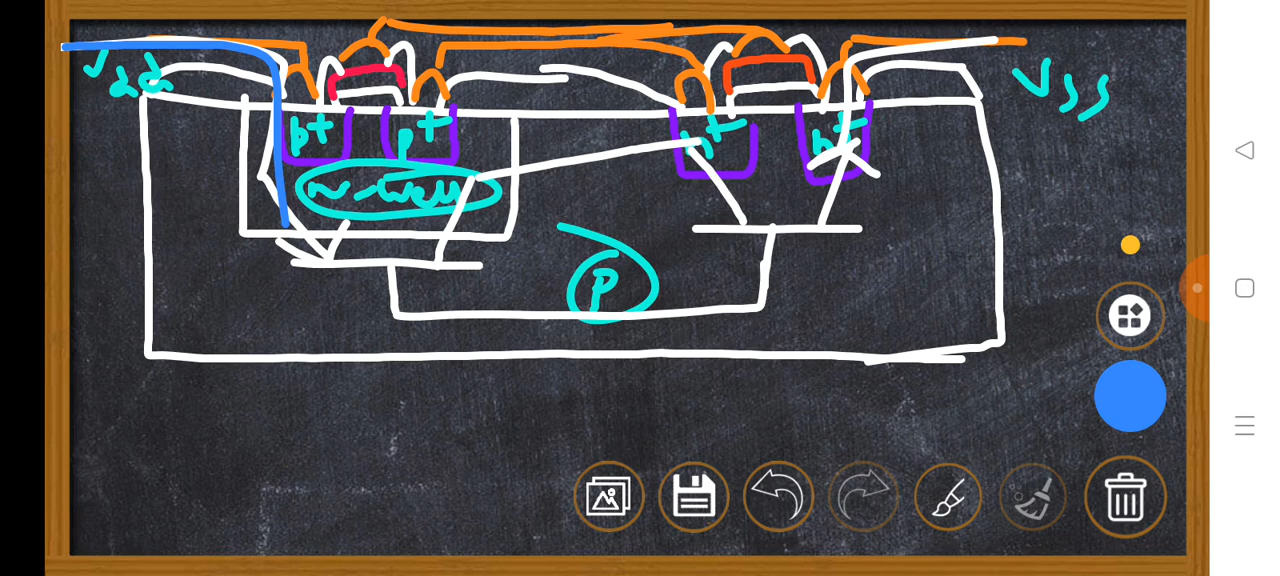 Vdd
Vss
p+ p+ n+ n+
n-well
P